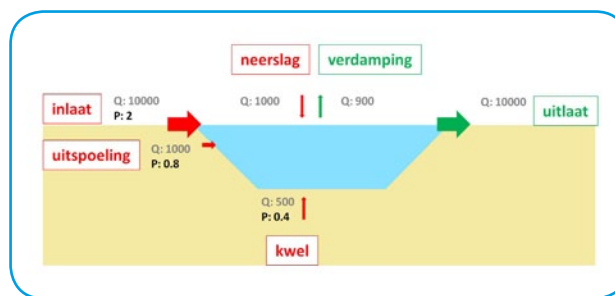 neerslag verdamping
inlaat Q: 10000 Q: 1000 Q: 900 Q: 10000 uitlaat
P: 2
uitspoeling Q: 1000
P: 0.8
Q: 500
P: 0.4
kwel